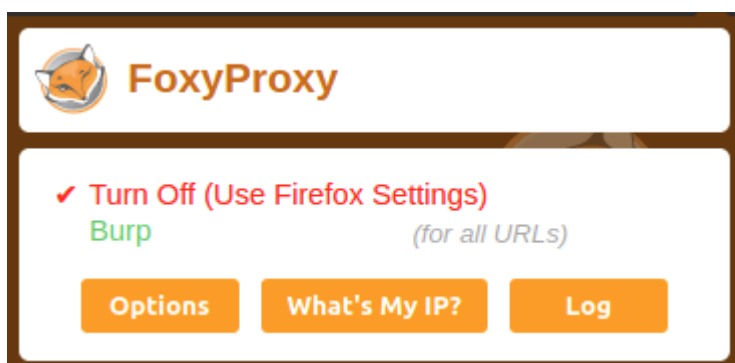 FoxyProxy
✔ Turn Off (Use Firefox Settings)
Burp (for all URLs)
Options What's My IP? Log